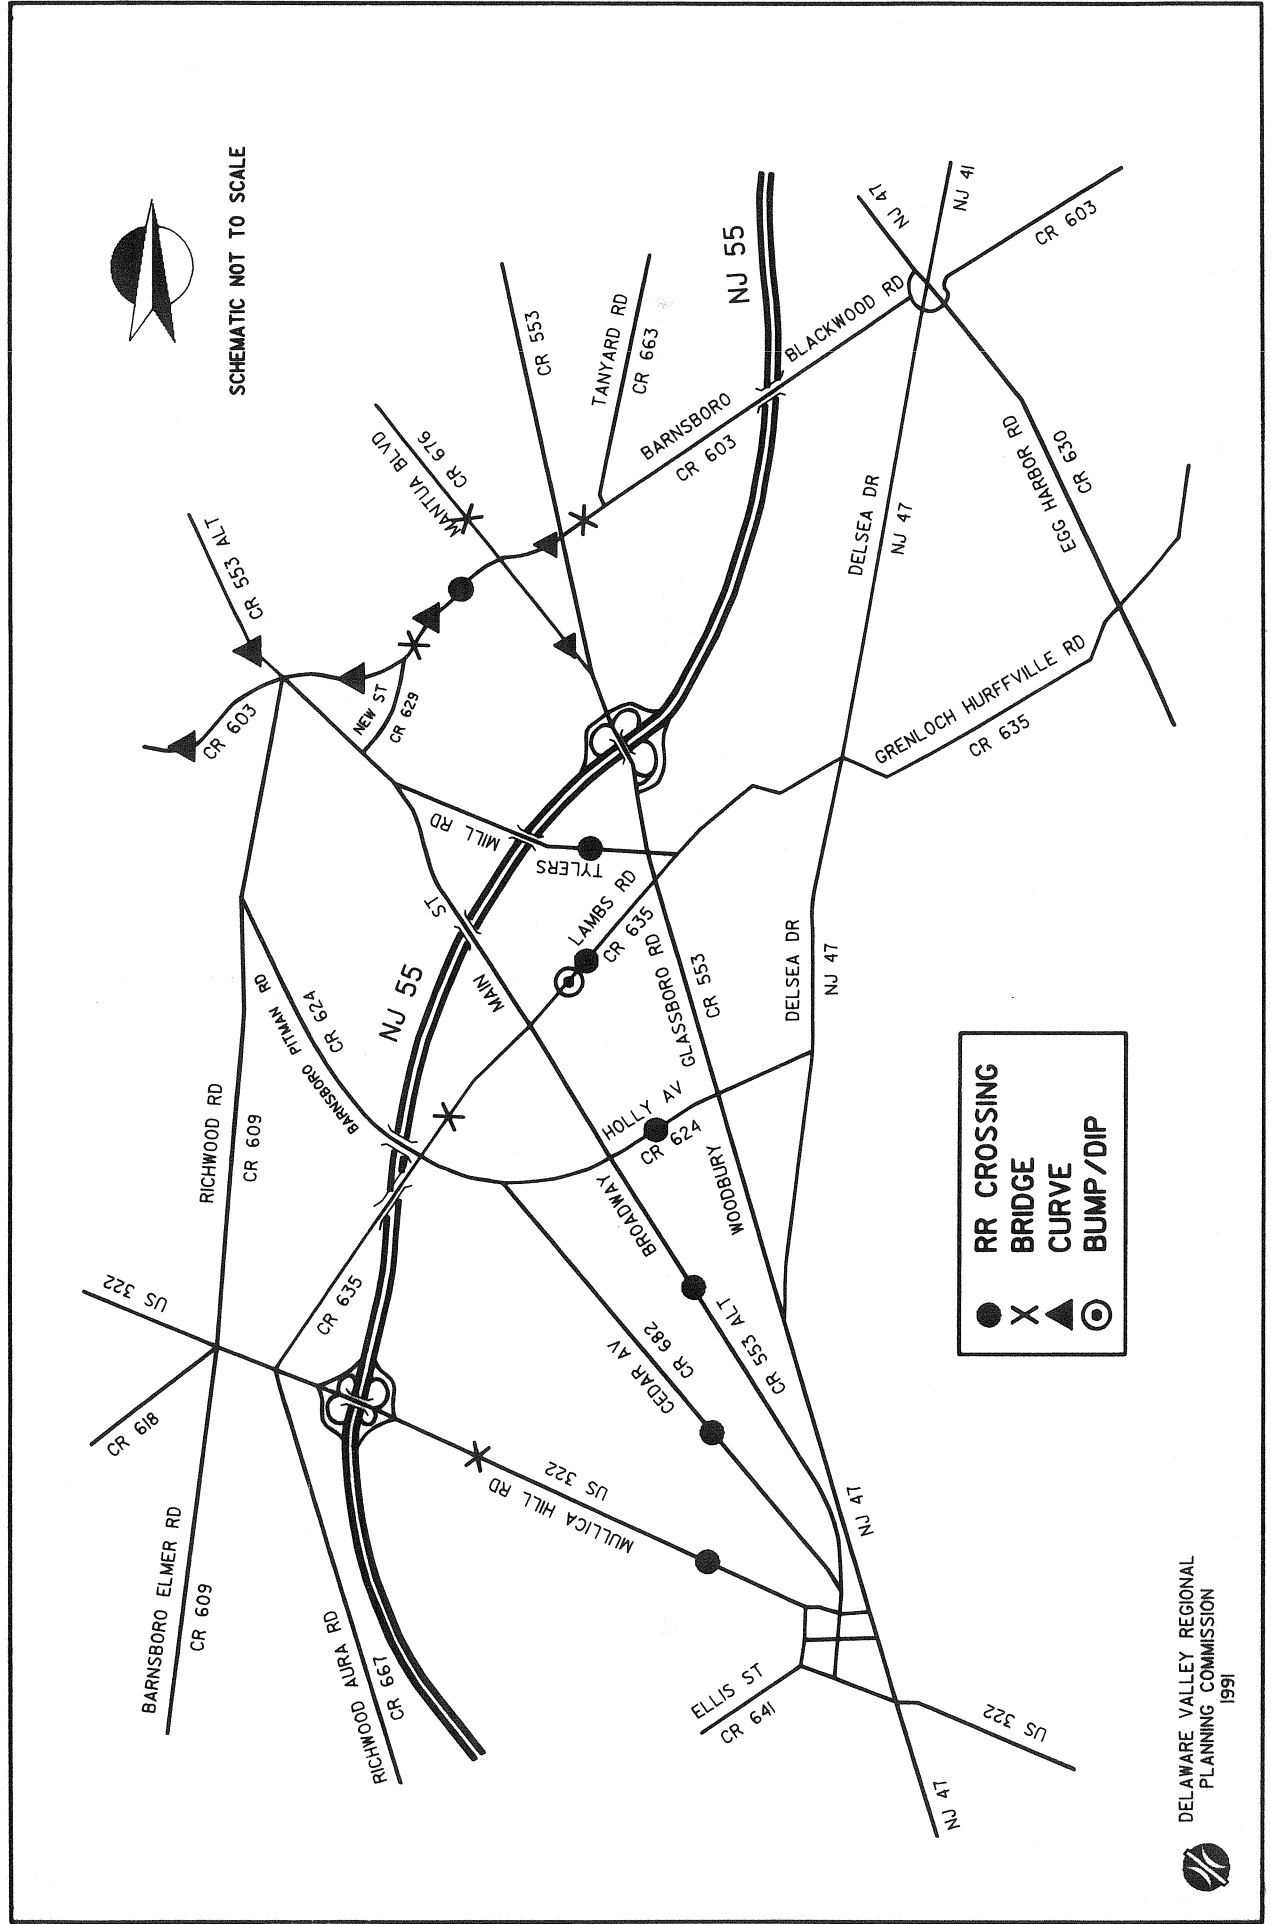 SCHEMATIC NOT TO SCALE
NJ 55
NJ 47
NJ 41
CR 603
CR 553
TANYARD RD
CR 663
BARNSBORO
BLACKWOOD RD
CR 603
MANTUA BLVD
CR 676
CR 553 ALT
DELSEA DR
NJ 47
EGG HARBOR RD
CR 630
GRENLOCH HURFFVILLE RD
CR 635
CR 603
NEW ST
CR 629
TYLERS
MILL RD
LAMBS RD
CR 635
MAIN
ST
NJ 55
BARNSBORO PITMAN RD
CR 624
DELSEA DR
NJ 47
WOODBURY
GLASSBORO RD
CR 553
HOLLY AV
CR 624
BROADWAY
CR 553 ALT
CEDAR AV
CR 682
RICHWOOD RD
CR 609
US 322
CR 618
CR 635
MULLICA HILL RD
US 322
BARNSBORO ELMER RD
CR 609
RICHWOOD AURA RD
CR 667
ELLIS ST
CR 641
NJ 47
US 322
NJ 47
RR CROSSING
BRIDGE
CURVE
BUMP/DIP
DELAWARE VALLEY REGIONAL
PLANNING COMMISSION
1991